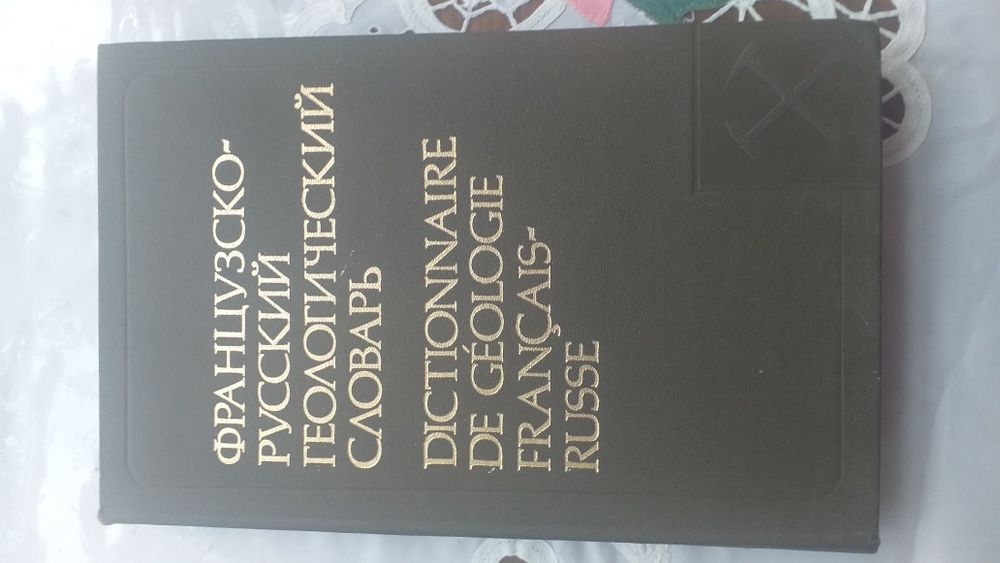 ФРАНЦУЗСКО-
РУССКИЙ
ГЕОЛОГИЧЕСКИЙ
СЛОВАРЬ
DICTIONNAIRE
DE GÉOLOGIE
FRANÇAIS-
RUSSE